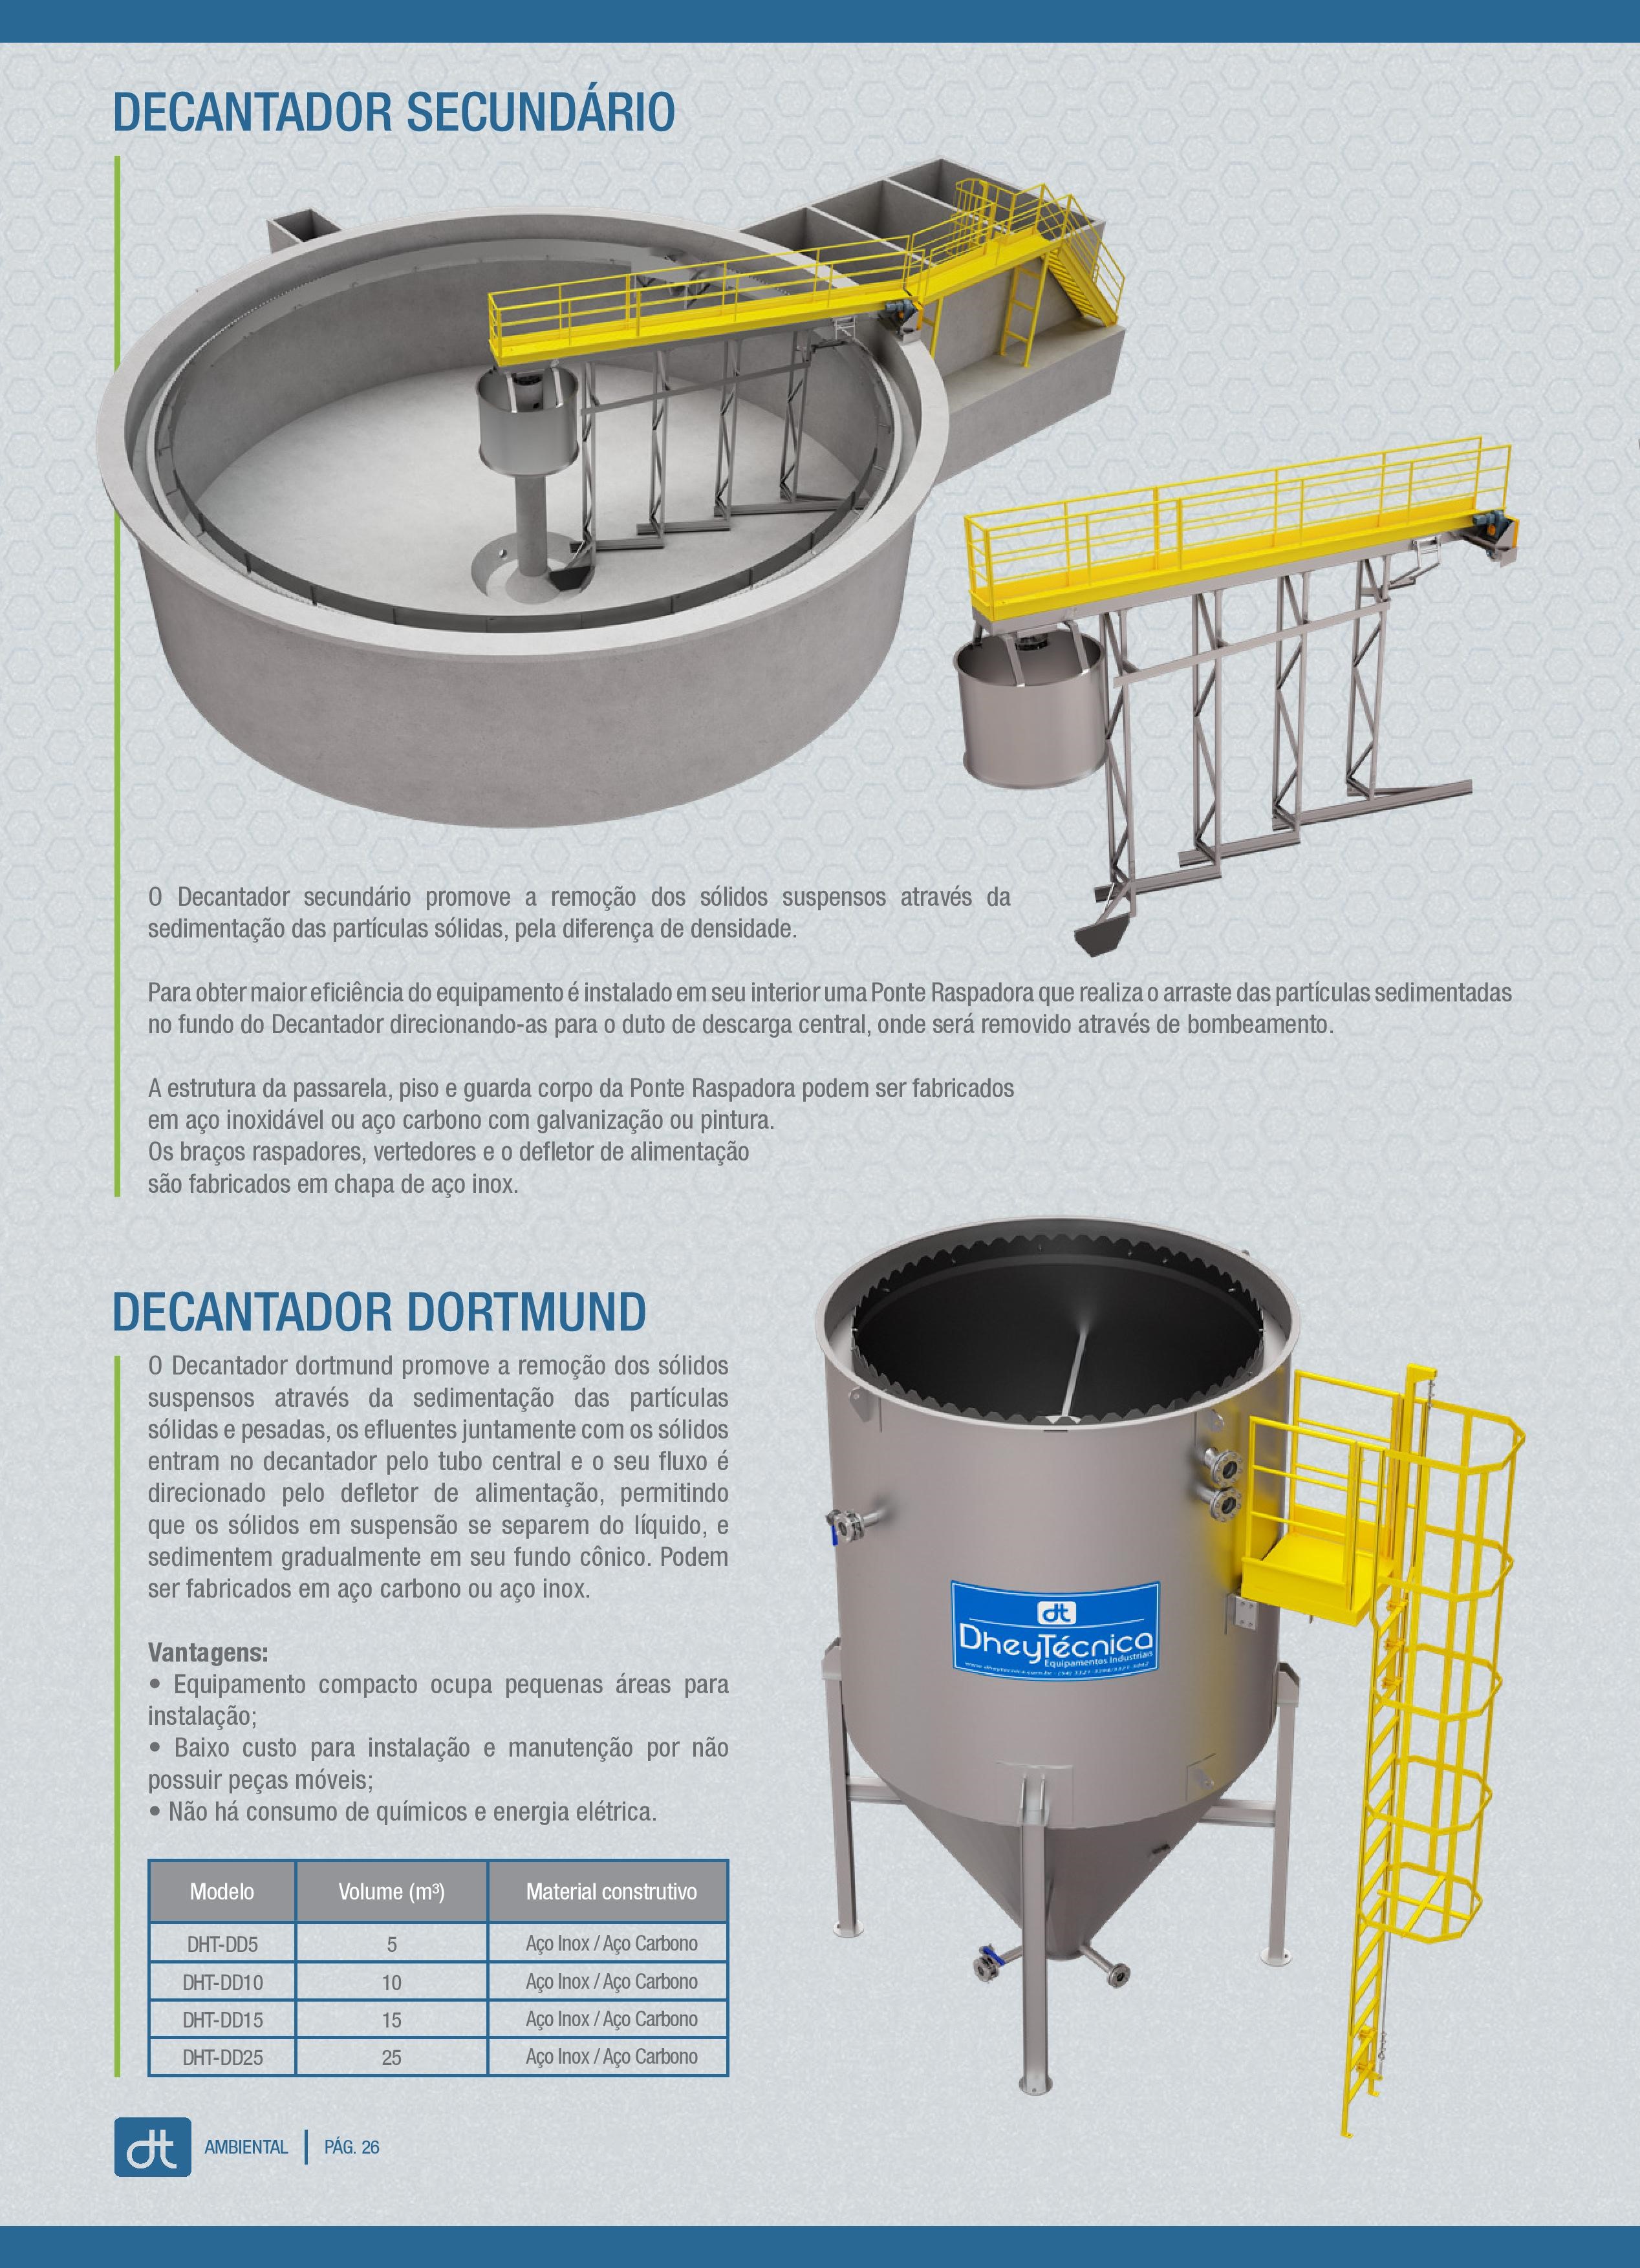 DECANTADOR SECUNDÁRIO
O Decantador secundário promove a remoção dos sólidos suspensos através da
sedimentação das partículas sólidas, pela diferença de densidade.
Para obter maior eficiência do equipamento é instalado em seu interior uma Ponte Raspadora que realiza o arraste das partículas sedimentadas
no fundo do Decantador direcionando-as para o duto de descarga central, onde será removido através de bombeamento.
A estrutura da passarela, piso e guarda corpo da Ponte Raspadora podem ser fabricados
em aço inoxidável ou aço carbono com galvanização ou pintura.
Os braços raspadores, vertedores e o defletor de alimentação
são fabricados em chapa de aço inox.
DECANTADOR DORTMUND
O Decantador dortmund promove a remoção dos sólidos
suspensos através da sedimentação das partículas
sólidas e pesadas, os efluentes juntamente com os sólidos
entram no decantador pelo tubo central e o seu fluxo é
direcionado pelo defletor de alimentação, permitindo
que os sólidos em suspensão se separem do líquido, e
sedimentem gradualmente em seu fundo cônico. Podem
ser fabricados em aço carbono ou aço inox.
Vantagens:
• Equipamento compacto ocupa pequenas áreas para
instalação;
• Baixo custo para instalação e manutenção por não
possuir peças móveis;
• Não há consumo de químicos e energia elétrica.
Modelo Volume (m³) Material construtivo
DHT-DD5 5 Aço Inox / Aço Carbono
DHT-DD10 10 Aço Inox / Aço Carbono
DHT-DD15 15 Aço Inox / Aço Carbono
DHT-DD25 25 Aço Inox / Aço Carbono
dt
DheyTécnica
Equipamentos Industriais
www.dheytecnica.com.br
dt AMBIENTAL | PÁG. 26